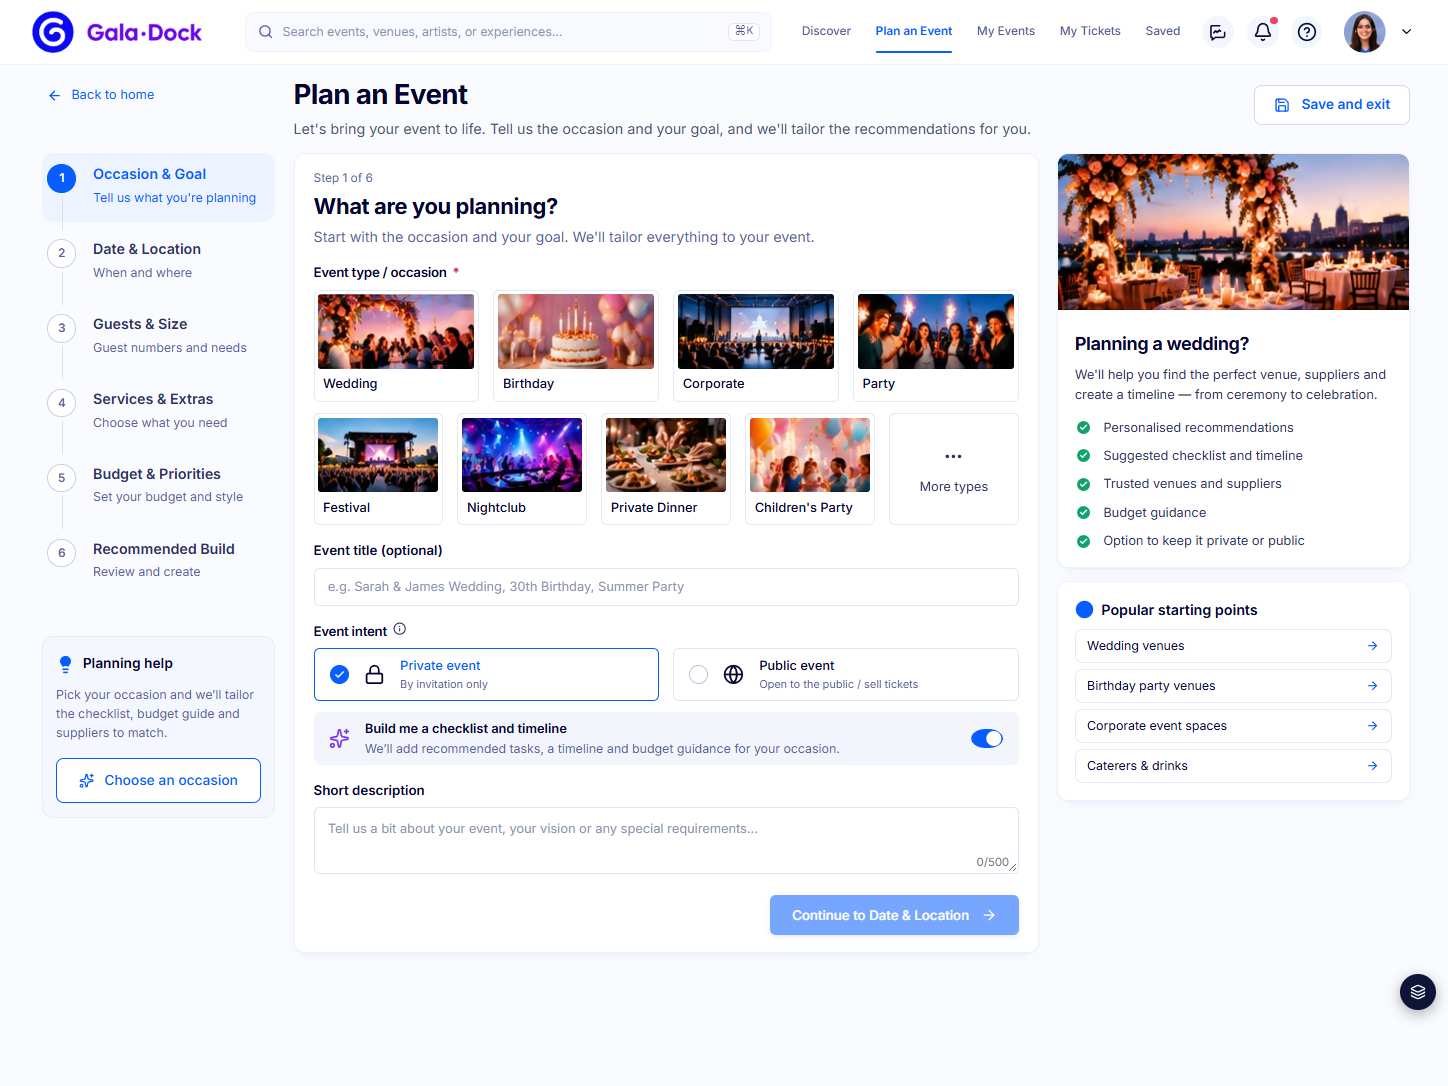 Gala·Dock
Search events, venues, artists, or experiences...
⌘K
Discover
Plan an Event
My Events
My Tickets
Saved
Back to home
Plan an Event
Let's bring your event to life. Tell us the occasion and your goal, and we'll tailor the recommendations for you.
Save and exit
1
Occasion & Goal
Tell us what you're planning
2
Date & Location
When and where
3
Guests & Size
Guest numbers and needs
4
Services & Extras
Choose what you need
5
Budget & Priorities
Set your budget and style
6
Recommended Build
Review and create
Planning help
Pick your occasion and we'll tailor
the checklist, budget guide and
suppliers to match.
Choose an occasion
Step 1 of 6
What are you planning?
Start with the occasion and your goal. We'll tailor everything to your event.
Event type / occasion *
Wedding
Birthday
Corporate
Party
Festival
Nightclub
Private Dinner
Children's Party
More types
Event title (optional)
e.g. Sarah & James Wedding, 30th Birthday, Summer Party
Event intent
Private event
By invitation only
Public event
Open to the public / sell tickets
Build me a checklist and timeline
We'll add recommended tasks, a timeline and budget guidance for your occasion.
Short description
Tell us a bit about your event, your vision or any special requirements...
0/500
Continue to Date & Location
Planning a wedding?
We'll help you find the perfect venue, suppliers and
create a timeline — from ceremony to celebration.
Personalised recommendations
Suggested checklist and timeline
Trusted venues and suppliers
Budget guidance
Option to keep it private or public
Popular starting points
Wedding venues
Birthday party venues
Corporate event spaces
Caterers & drinks